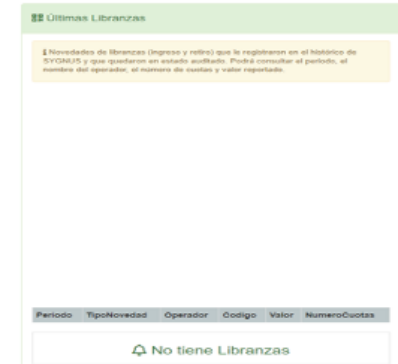 Últimas Libranzas
Novedades de libranzas (ingreso y retiro) que le registraron en el histórico de
SYGNUS y que quedaron en estado auditado. Podrá consultar el periodo, el
nombre del operador, el número de cuotas y valor reportado.
Periodo TipoNovedad Operador Codigo Valor NumeroCuotas
No tiene Libranzas